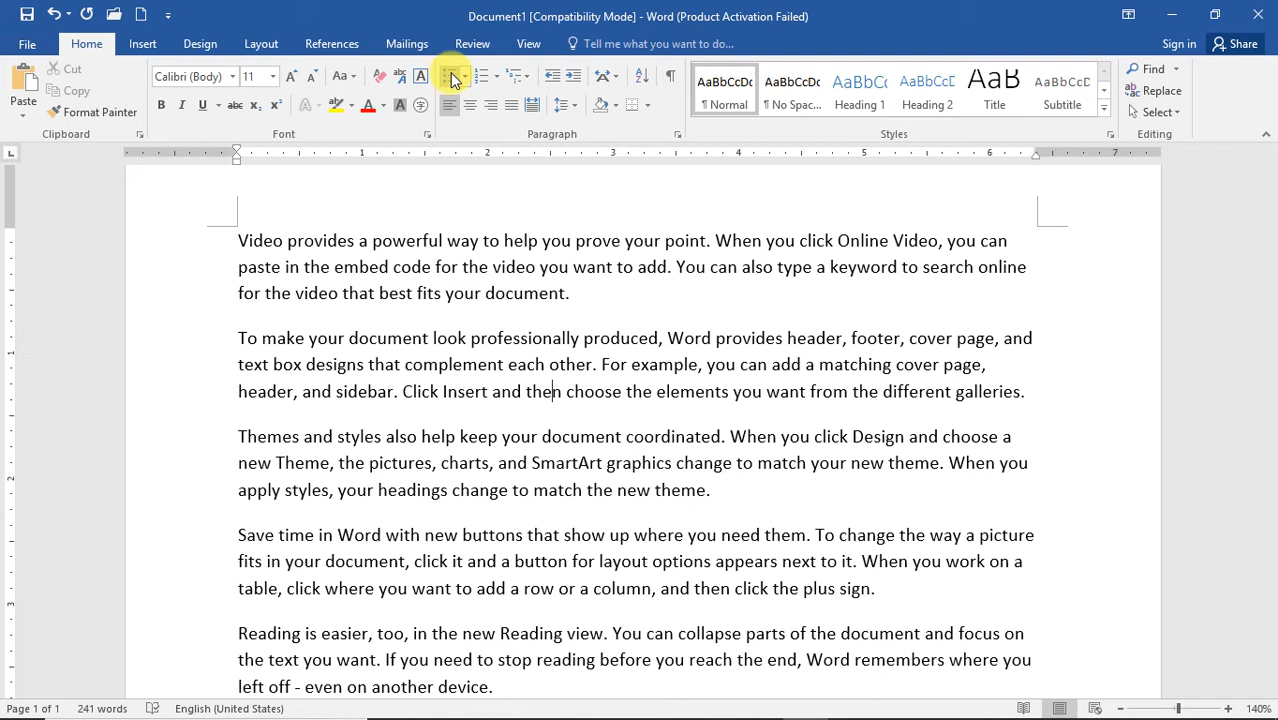 Document1 [Compatibility Mode] - Word (Product Activation Failed)
File Home Insert Design Layout References Mailings Review View Tell me what you want to do... Sign in Share
Paste
Cut
Copy
Format Painter
Clipboard
Calibri (Body) 11
Font
Paragraph
AaBbCcDc ¶ Normal
AaBbCcDc ¶ No Spac...
AaBbCc Heading 1
AaBbCcD Heading 2
AaB Title
AaBbCcD Subtitle
Styles
Find
Replace
Select
Editing
1 2 3 4 5 6 7
Video provides a powerful way to help you prove your point. When you click Online Video, you can
paste in the embed code for the video you want to add. You can also type a keyword to search online
for the video that best fits your document.
To make your document look professionally produced, Word provides header, footer, cover page, and
text box designs that complement each other. For example, you can add a matching cover page,
header, and sidebar. Click Insert and then choose the elements you want from the different galleries.
Themes and styles also help keep your document coordinated. When you click Design and choose a
new Theme, the pictures, charts, and SmartArt graphics change to match your new theme. When you
apply styles, your headings change to match the new theme.
Save time in Word with new buttons that show up where you need them. To change the way a picture
fits in your document, click it and a button for layout options appears next to it. When you work on a
table, click where you want to add a row or a column, and then click the plus sign.
Reading is easier, too, in the new Reading view. You can collapse parts of the document and focus on
the text you want. If you need to stop reading before you reach the end, Word remembers where you
left off - even on another device.
Page 1 of 1 241 words English (United States) 140%